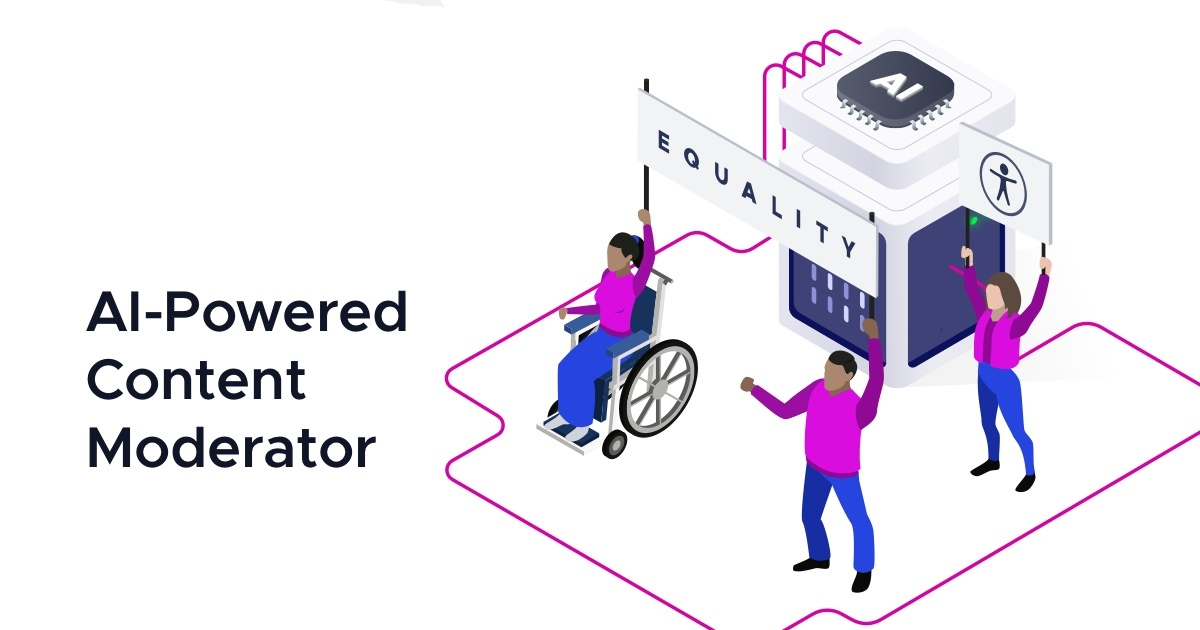 AI-Powered
Content
Moderator
EQUALITY
AI